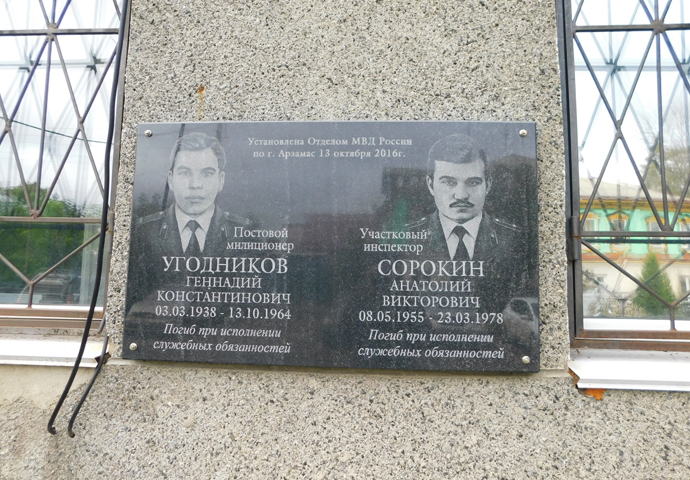 Установлена Отделом МВД России
по г. Арзамас 13 октября 2016г.
Постовой
милиционер
УГОДНИКОВ
ГЕННАДИЙ
КОНСТАНТИНОВИЧ
03.03.1938 - 13.10.1964
Погиб при исполнении
служебных обязанностей
Участковый
инспектор
СОРОКИН
АНАТОЛИЙ
ВИКТОРОВИЧ
08.05.1955 - 23.03.1978
Погиб при исполнении
служебных обязанностей